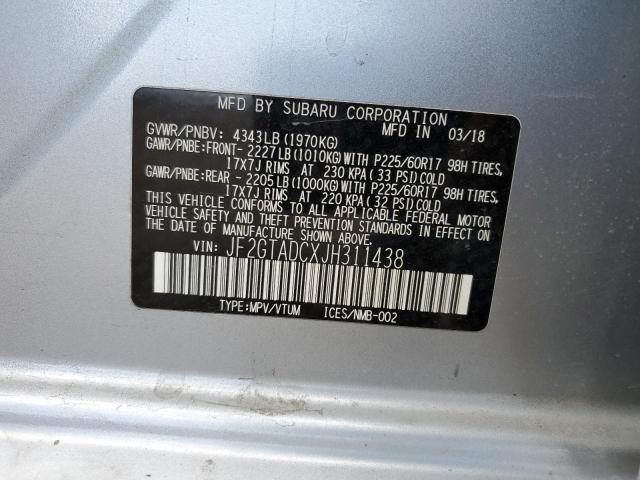 MFD BY SUBARU CORPORATION
MFD IN 03/18
GVWR/PNBV: 4343LB (1970KG)
GAWR/PNBE:FRONT- 2227LB (1010KG) WITH P225/60R17 98H TIRES,
17X7J RIMS AT 230 KPA ( 33 PSI) COLD
GAWR/PNBE:REAR - 2205LB (1000KG) WITH P225/60R17 98H TIRES,
17X7J RIMS AT 220 KPA ( 32 PSI) COLD
THIS VEHICLE CONFORMS TO ALL APPLICABLE FEDERAL MOTOR
VEHICLE SAFETY AND THEFT PREVENTION STANDARDS IN EFFECT ON
THE DATE OF MANUFACTURE SHOWN ABOVE.
VIN: JF2GTADCXJH311438
TYPE:MPV/VTUM ICES/NMB-002